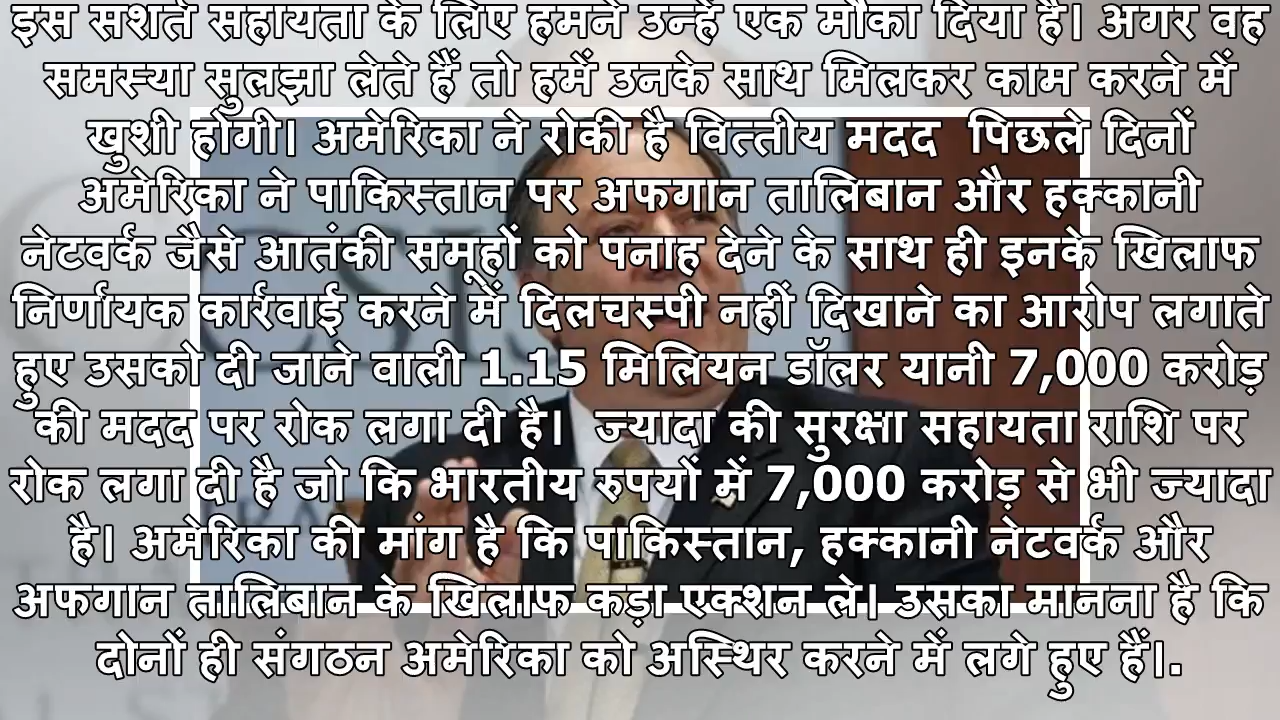 इस सशर्त सहायता के लिए हमने उन्हें एक मौका दिया है। अगर वह
समस्या सुलझा लेते हैं तो हमें उनके साथ मिलकर काम करने में
खुशी होगी। अमेरिका ने रोकी है वित्तीय मदद पिछले दिनों
अमेरिका ने पाकिस्तान पर अफगान तालिबान और हक्कानी
नेटवर्क जैसे आतंकी समूहों को पनाह देने के साथ ही इनके खिलाफ
निर्णायक कार्रवाई करने में दिलचस्पी नहीं दिखाने का आरोप लगाते
हुए उसको दी जाने वाली 1.15 मिलियन डॉलर यानी 7,000 करोड़
की मदद पर रोक लगा दी है। ज्यादा की सुरक्षा सहायता राशि पर
रोक लगा दी है जो कि भारतीय रुपयों में 7,000 करोड़ से भी ज्यादा
है। अमेरिका की मांग है कि पाकिस्तान, हक्कानी नेटवर्क और
अफगान तालिबान के खिलाफ कड़ा एक्शन ले। उसका मानना है कि
दोनों ही संगठन अमेरिका को अस्थिर करने में लगे हुए हैं।.